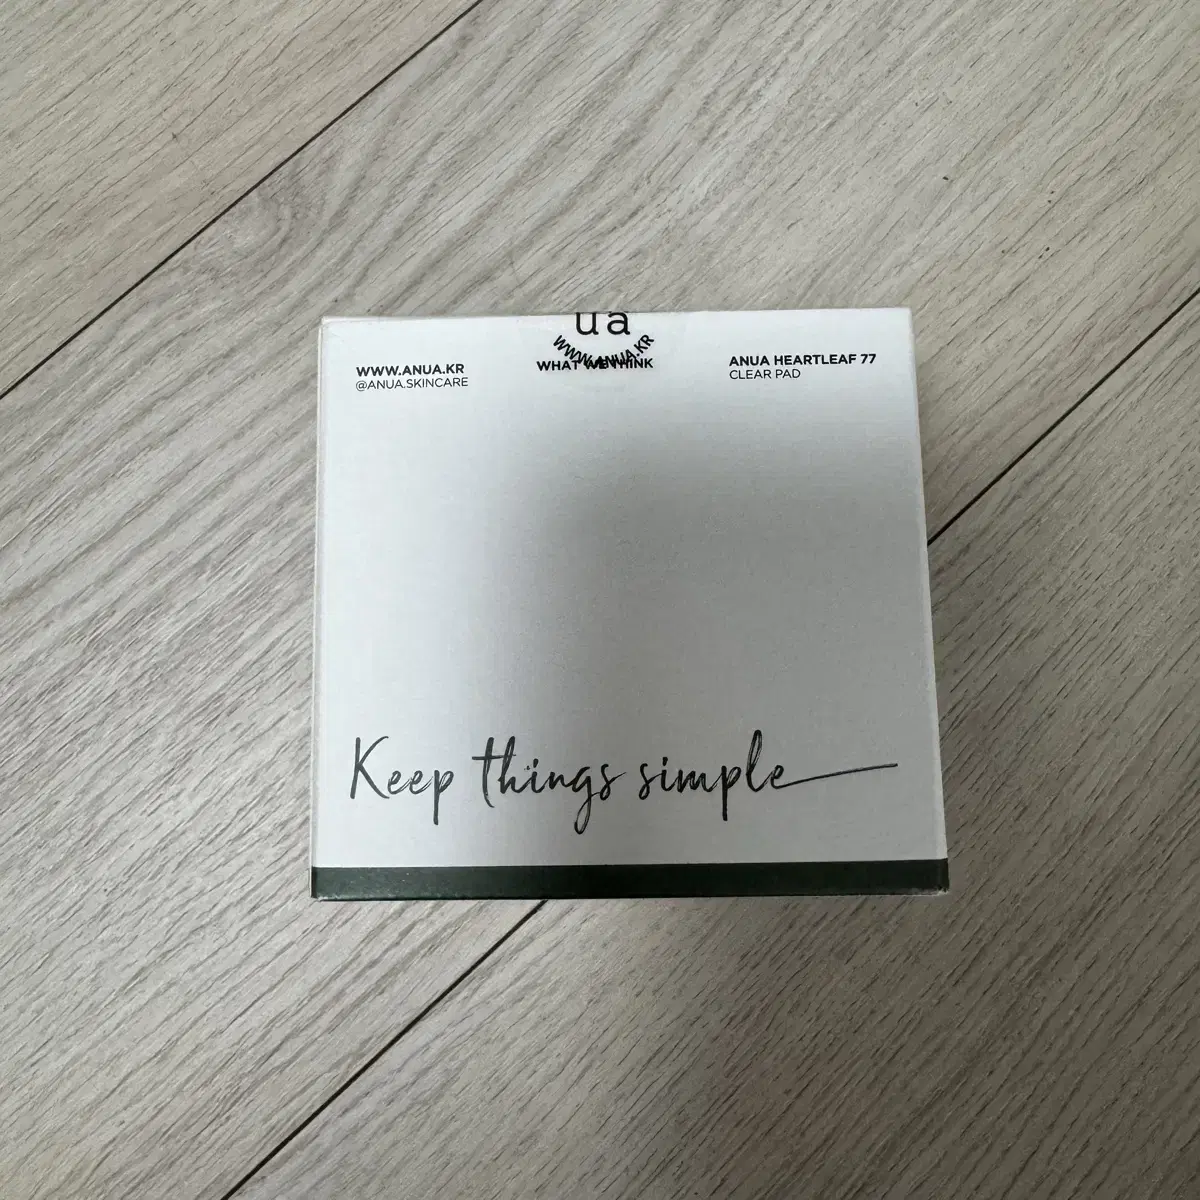 ua
WWW.ANUA.KR
WHAT WE THINK
WWW.ANUA.KR
@ANUA.SKINCARE
ANUA HEARTLEAF 77
CLEAR PAD
Keep things simple